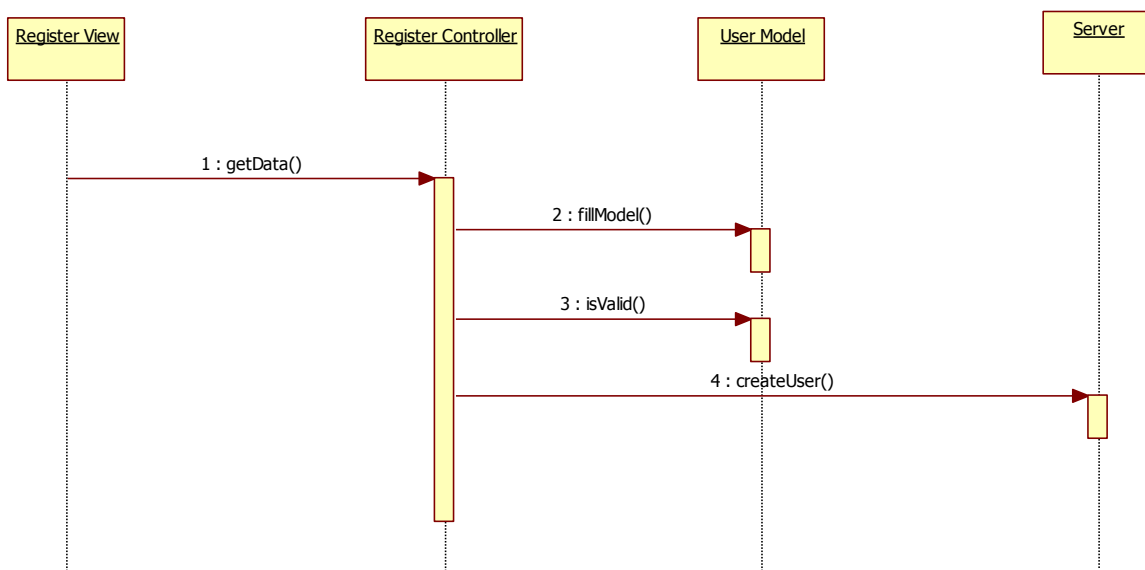 Register View
Register Controller
User Model
Server
1 : getData()
2 : fillModel()
3 : isValid()
4 : createUser()